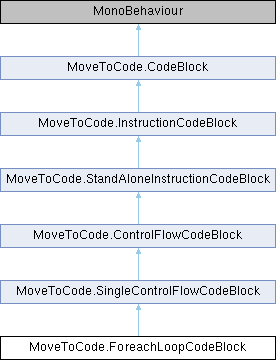 MonoBehaviour
MoveToCode.CodeBlock
MoveToCode.InstructionCodeBlock
MoveToCode.StandAloneInstructionCodeBlock
MoveToCode.ControlFlowCodeBlock
MoveToCode.SingleControlFlowCodeBlock
MoveToCode.ForeachLoopCodeBlock